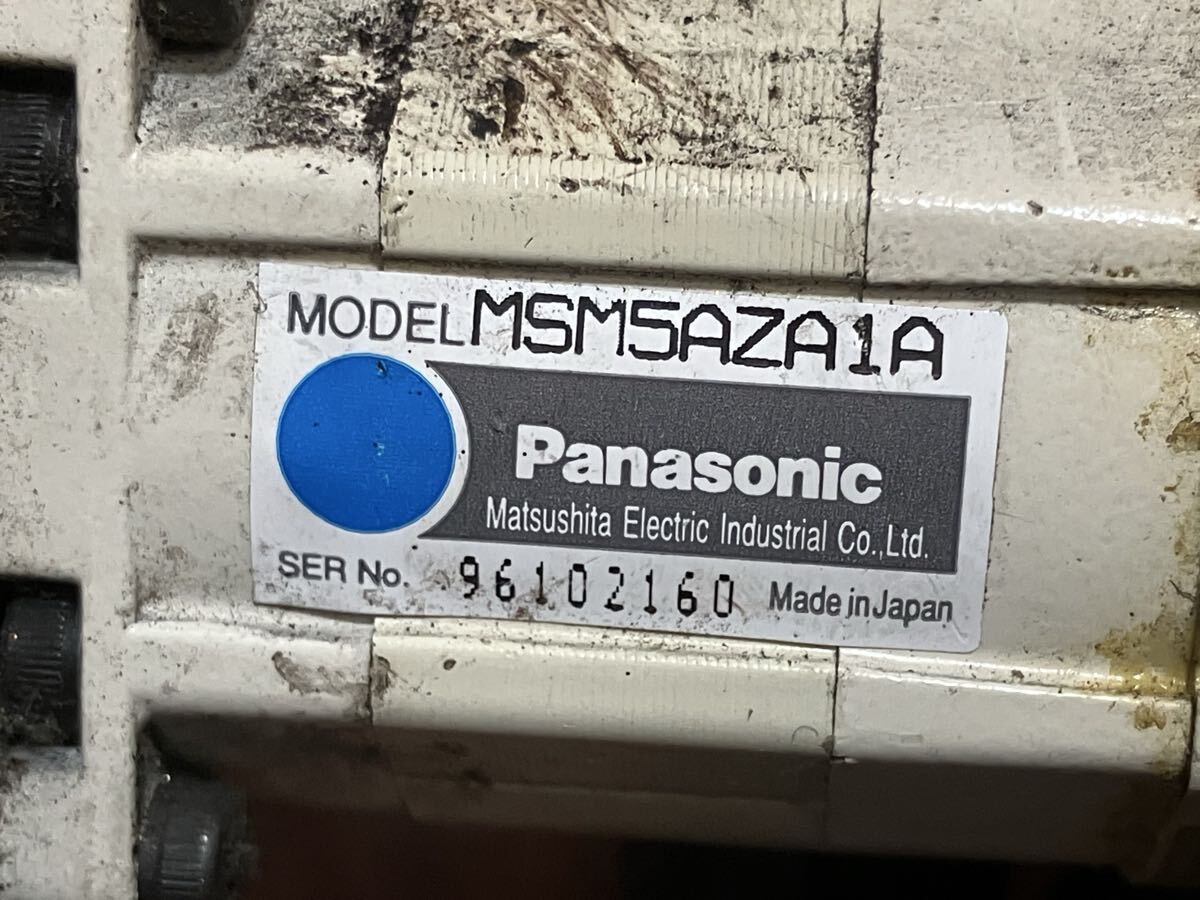 MODEL MSM5AZA1A
Panasonic
Matsushita Electric Industrial Co.,Ltd.
SER No. 96102160 Made in Japan